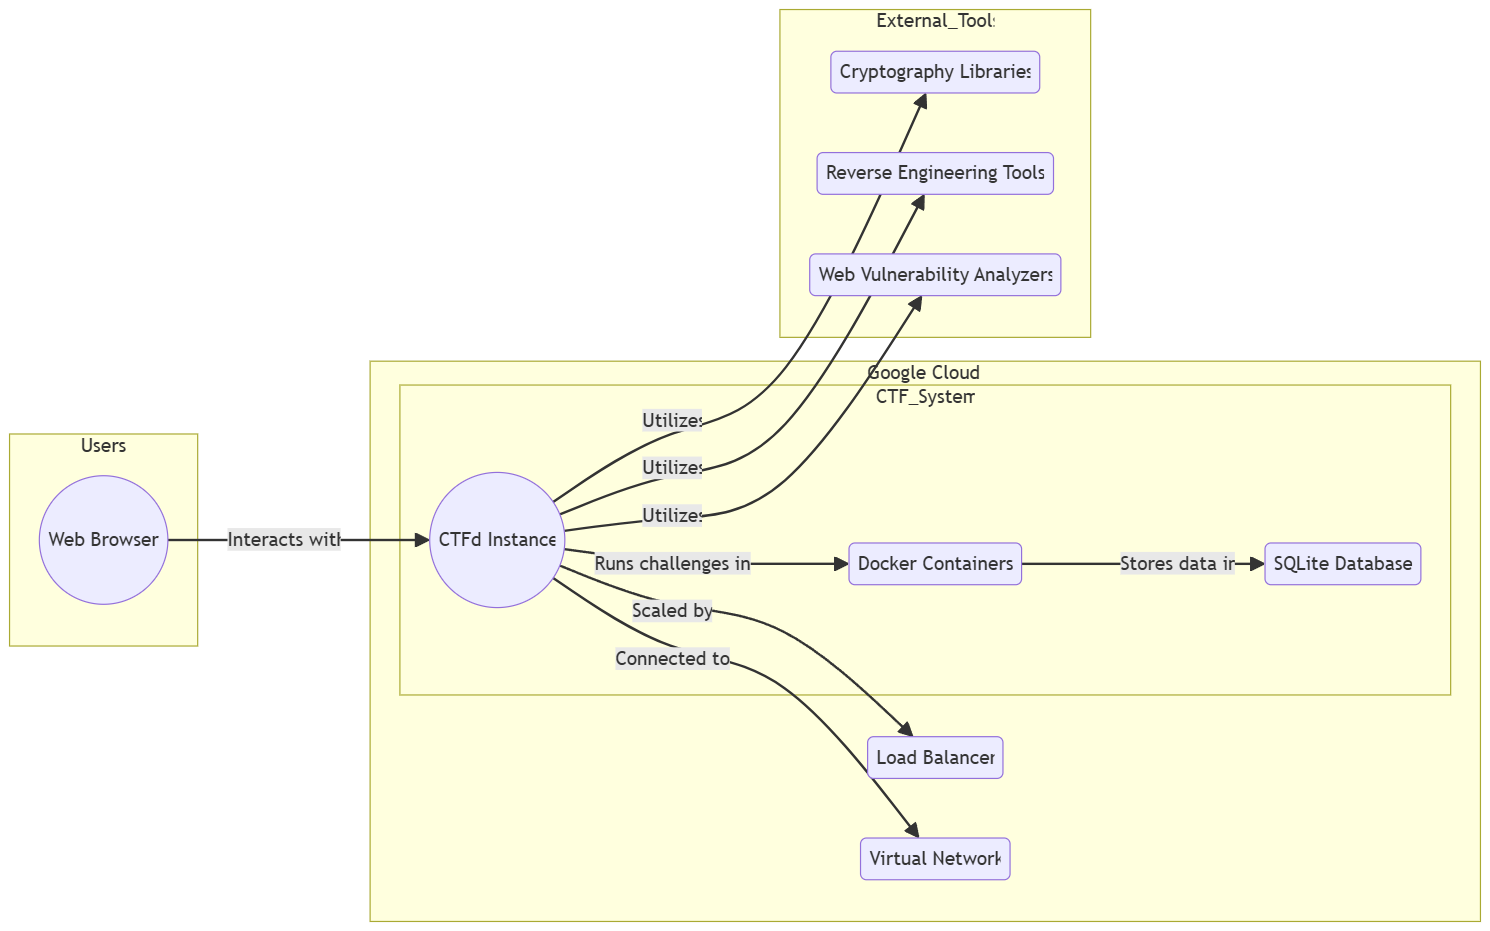 External_Tools
Cryptography Libraries
Reverse Engineering Tools
Web Vulnerability Analyzers
Google Cloud
CTF_System
Utilizes
Users
Utilizes
Utilizes
Web Browser
Interacts with
CTFd Instance
Runs challenges in
Docker Containers
Stores data in
SQLite Database
Scaled by
Connected to
Load Balancer
Virtual Network